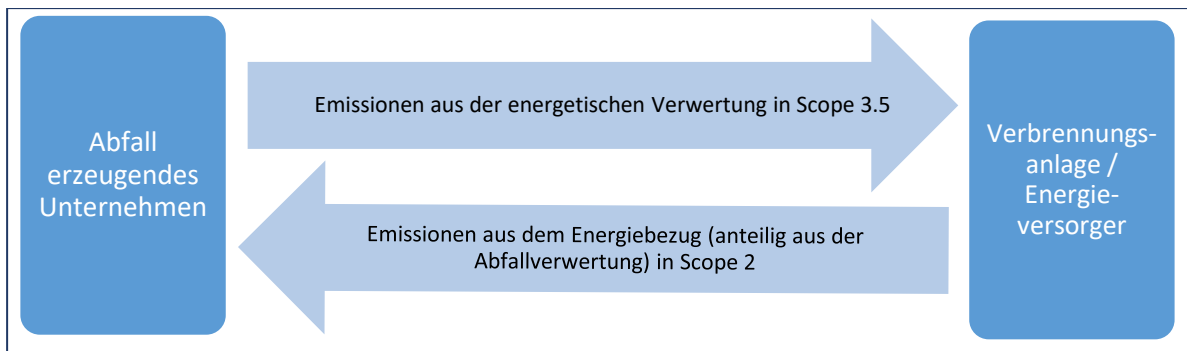 Abfall
erzeugendes
Unternehmen
Emissionen aus der energetischen Verwertung in Scope 3.5
Emissionen aus dem Energiebezug (anteilig aus der
Abfallverwertung) in Scope 2
Verbrennungs-
anlage /
Energie-
versorger